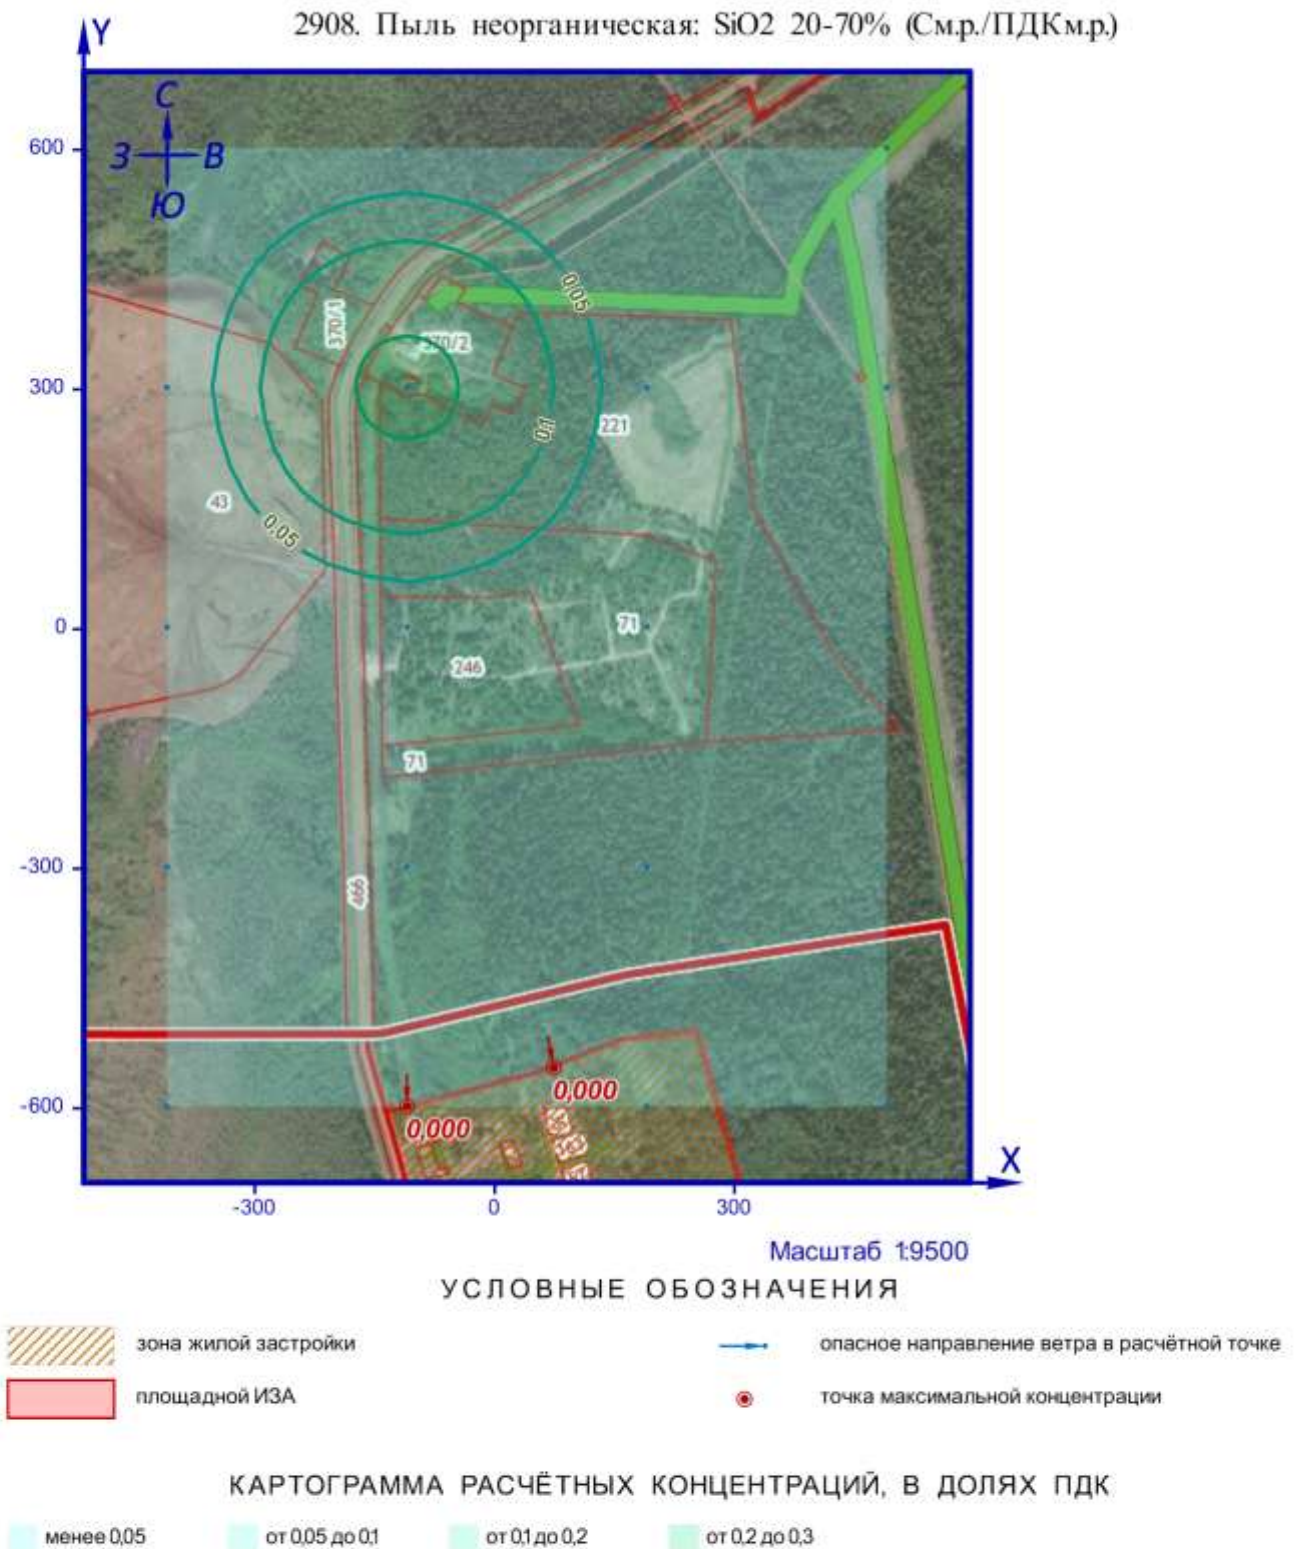 2908. Пыль неорганическая: SiO2 20-70% (См.р./ПДКм.р.)
Y
С
600
З В
Ю
0,05
370/1
370/2
300
0,1
221
43
0,05
0
71
246
71
-300
466
-600
0,000
0,000
X
-300 0 300
Масштаб 1:9500
УСЛОВНЫЕ ОБОЗНАЧЕНИЯ
зона жилой застройки
опасное направление ветра в расчётной точке
площадной ИЗА
точка максимальной концентрации
КАРТОГРАММА РАСЧЁТНЫХ КОНЦЕНТРАЦИЙ, В ДОЛЯХ ПДК
менее 0,05 от 0,05 до 0,1 от 0,1 до 0,2 от 0,2 до 0,3